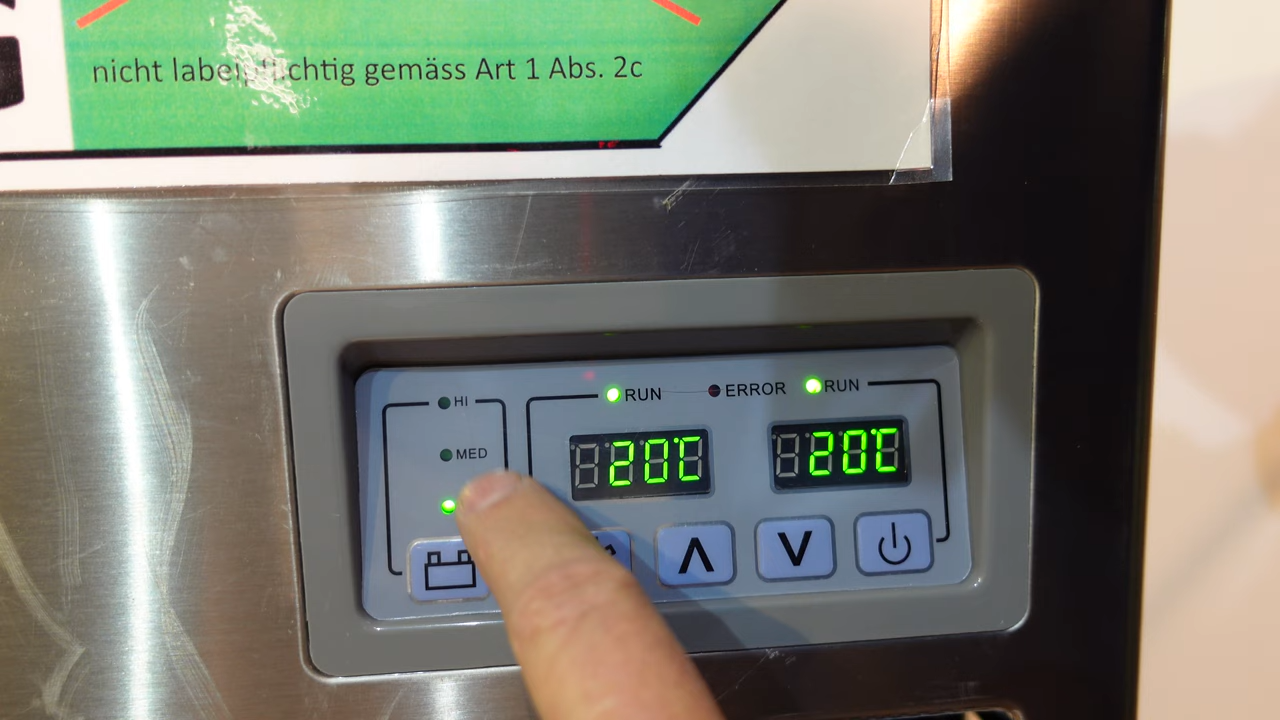 nicht labelpflichtig gemäss Art 1 Abs. 2c
HI
RUN
ERROR
RUN
MED
20°C
20°C